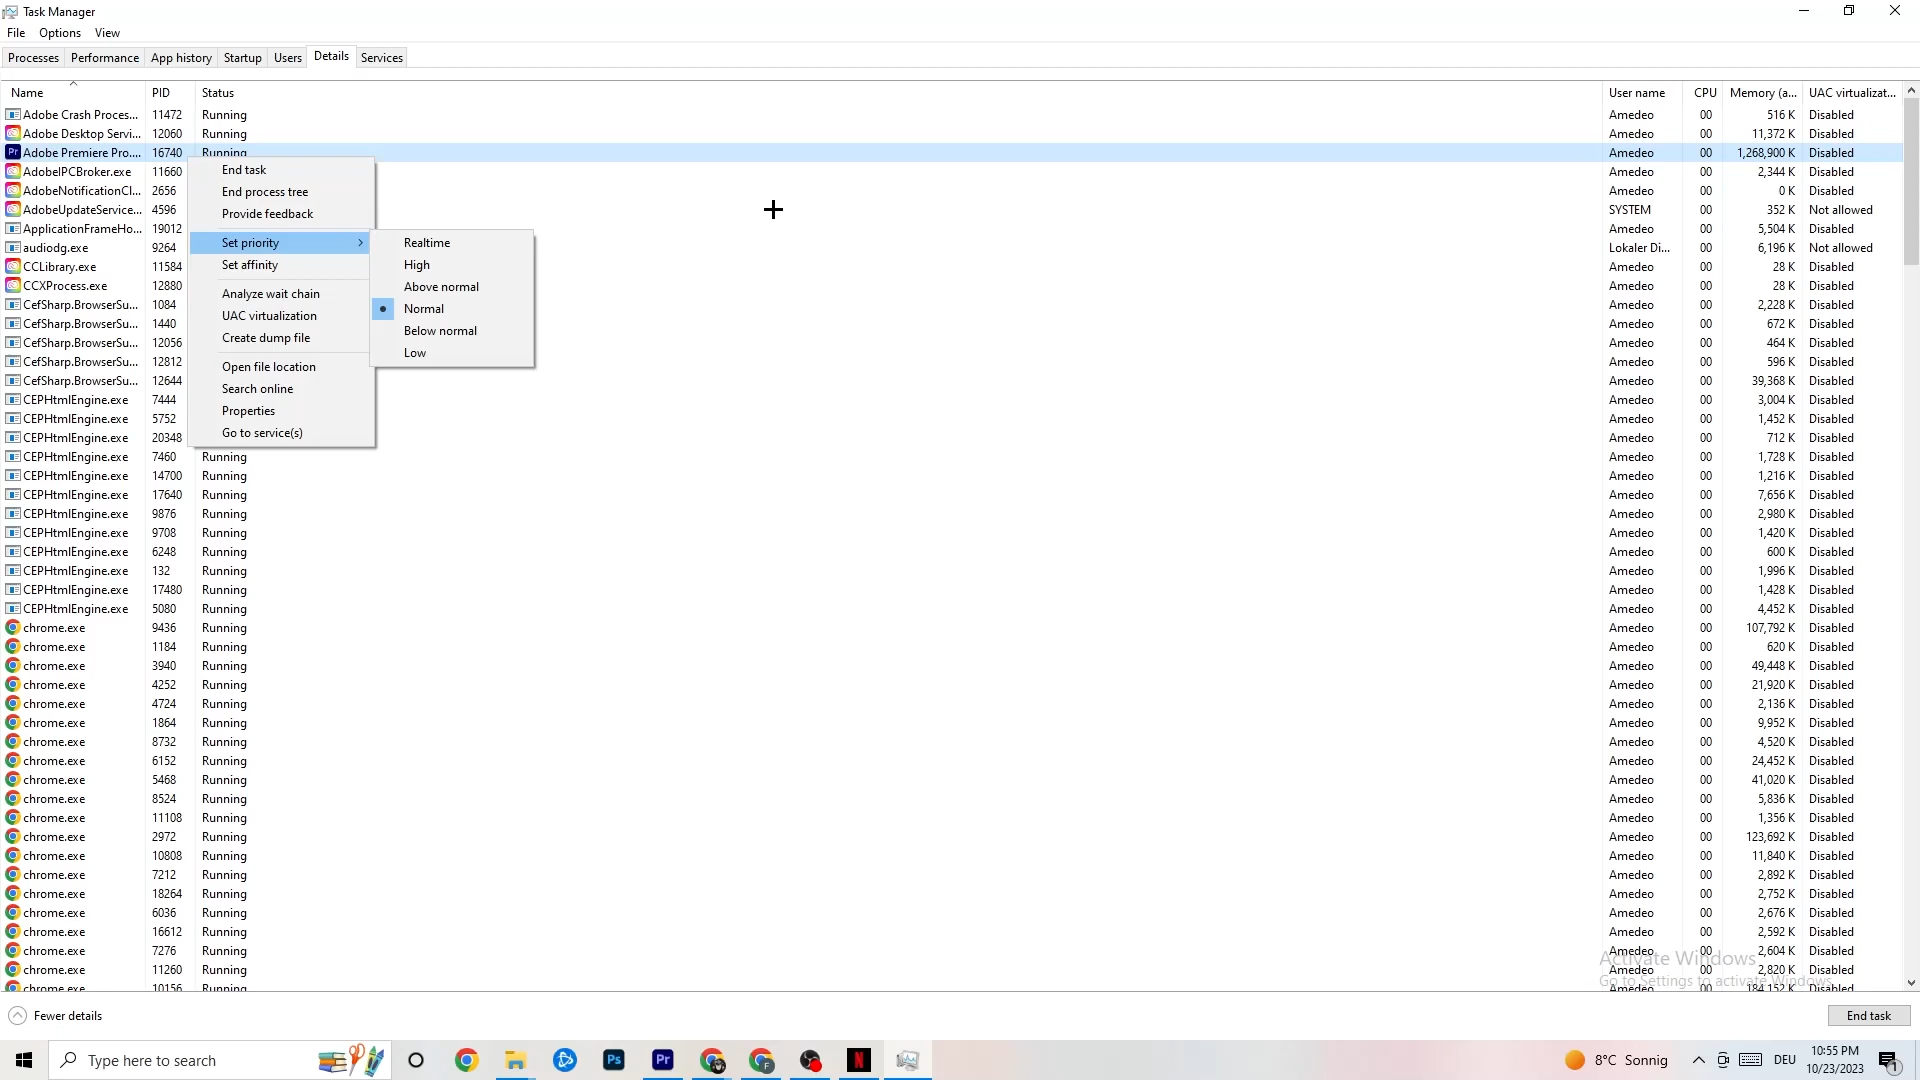 Task Manager
File Options View
Processes Performance App history Startup Users Details Services
Name PID Status User name CPU Memory (a... UAC virtualizat...
Adobe Crash Proces... 11472 Running Amedeo 00 516 K Disabled
Adobe Desktop Servi... 12060 Running Amedeo 00 11,372 K Disabled
Adobe Premiere Pro.... 16740 Running Amedeo 00 1,268,900 K Disabled
AdobeIPCBroker.exe 11660 Amedeo 00 2,344 K Disabled
AdobeNotificationCl... 2656 Amedeo 00 0 K Disabled
AdobeUpdateService... 4596 SYSTEM 00 352 K Not allowed
ApplicationFrameHo... 19012 Amedeo 00 5,504 K Disabled
audiodg.exe 9264 Lokaler Di... 00 6,196 K Not allowed
CCLibrary.exe 11584 Amedeo 00 28 K Disabled
CCXProcess.exe 12880 Amedeo 00 28 K Disabled
CefSharp.BrowserSu... 1084 Amedeo 00 2,228 K Disabled
CefSharp.BrowserSu... 1440 Amedeo 00 672 K Disabled
CefSharp.BrowserSu... 12056 Amedeo 00 464 K Disabled
CefSharp.BrowserSu... 12812 Amedeo 00 596 K Disabled
CefSharp.BrowserSu... 12644 Amedeo 00 39,368 K Disabled
CEPHtmlEngine.exe 7444 Amedeo 00 3,004 K Disabled
CEPHtmlEngine.exe 5752 Amedeo 00 1,452 K Disabled
CEPHtmlEngine.exe 20348 Amedeo 00 712 K Disabled
End task
End process tree
Provide feedback
Set priority
Set affinity
Analyze wait chain
UAC virtualization
Create dump file
Open file location
Search online
Properties
Go to service(s)
Realtime
High
Above normal
Normal
Below normal
Low
CEPHtmlEngine.exe 7460 Running Amedeo 00 1,728 K Disabled
CEPHtmlEngine.exe 14700 Running Amedeo 00 1,216 K Disabled
CEPHtmlEngine.exe 17640 Running Amedeo 00 7,656 K Disabled
CEPHtmlEngine.exe 9876 Running Amedeo 00 2,980 K Disabled
CEPHtmlEngine.exe 9708 Running Amedeo 00 1,420 K Disabled
CEPHtmlEngine.exe 6248 Running Amedeo 00 600 K Disabled
CEPHtmlEngine.exe 132 Running Amedeo 00 1,996 K Disabled
CEPHtmlEngine.exe 17480 Running Amedeo 00 1,428 K Disabled
CEPHtmlEngine.exe 5080 Running Amedeo 00 4,452 K Disabled
chrome.exe 9436 Running Amedeo 00 107,792 K Disabled
chrome.exe 1184 Running Amedeo 00 620 K Disabled
chrome.exe 3940 Running Amedeo 00 49,448 K Disabled
chrome.exe 4252 Running Amedeo 00 21,920 K Disabled
chrome.exe 4724 Running Amedeo 00 2,136 K Disabled
chrome.exe 1864 Running Amedeo 00 9,952 K Disabled
chrome.exe 8732 Running Amedeo 00 4,520 K Disabled
chrome.exe 6152 Running Amedeo 00 24,452 K Disabled
chrome.exe 5468 Running Amedeo 00 41,020 K Disabled
chrome.exe 8524 Running Amedeo 00 5,836 K Disabled
chrome.exe 11108 Running Amedeo 00 1,356 K Disabled
chrome.exe 2972 Running Amedeo 00 123,692 K Disabled
chrome.exe 10808 Running Amedeo 00 11,840 K Disabled
chrome.exe 7212 Running Amedeo 00 2,892 K Disabled
chrome.exe 18264 Running Amedeo 00 2,752 K Disabled
chrome.exe 6036 Running Amedeo 00 2,676 K Disabled
chrome.exe 16612 Running Amedeo 00 2,592 K Disabled
chrome.exe 7276 Running Amedeo 00 2,604 K Disabled
chrome.exe 11260 Running Amedeo 00 2,820 K Disabled
chrome.exe 10156 Running Amedeo 00 184,152 K Disabled
Activate Windows
Go to Settings to activate Windows.
Fewer details End task
Type here to search Ps Pr F N 8°C Sonnig DEU
10:55 PM
10/23/2023
1